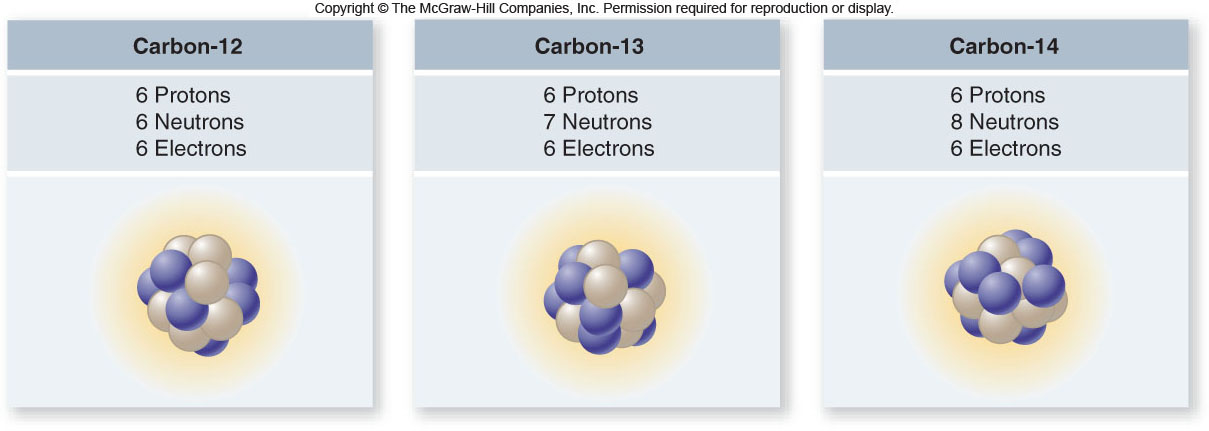 Copyright © The McGraw-Hill Companies, Inc. Permission required for reproduction or display.
Carbon-12
6 Protons
6 Neutrons
6 Electrons
Carbon-13
6 Protons
7 Neutrons
6 Electrons
Carbon-14
6 Protons
8 Neutrons
6 Electrons